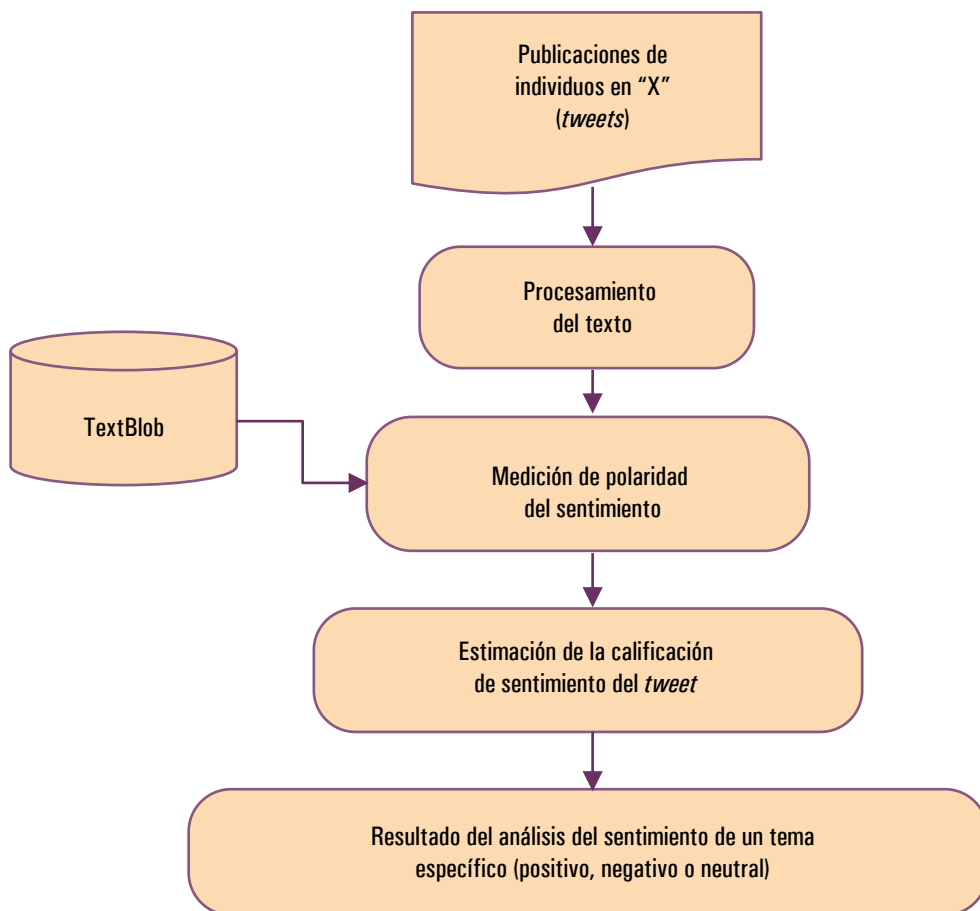 Publicaciones de
individuos en “X”
(tweets)
Procesamiento
del texto
TextBlob
Medición de polaridad
del sentimiento
Estimación de la calificación
de sentimiento del tweet
Resultado del análisis del sentimiento de un tema
específico (positivo, negativo o neutral)